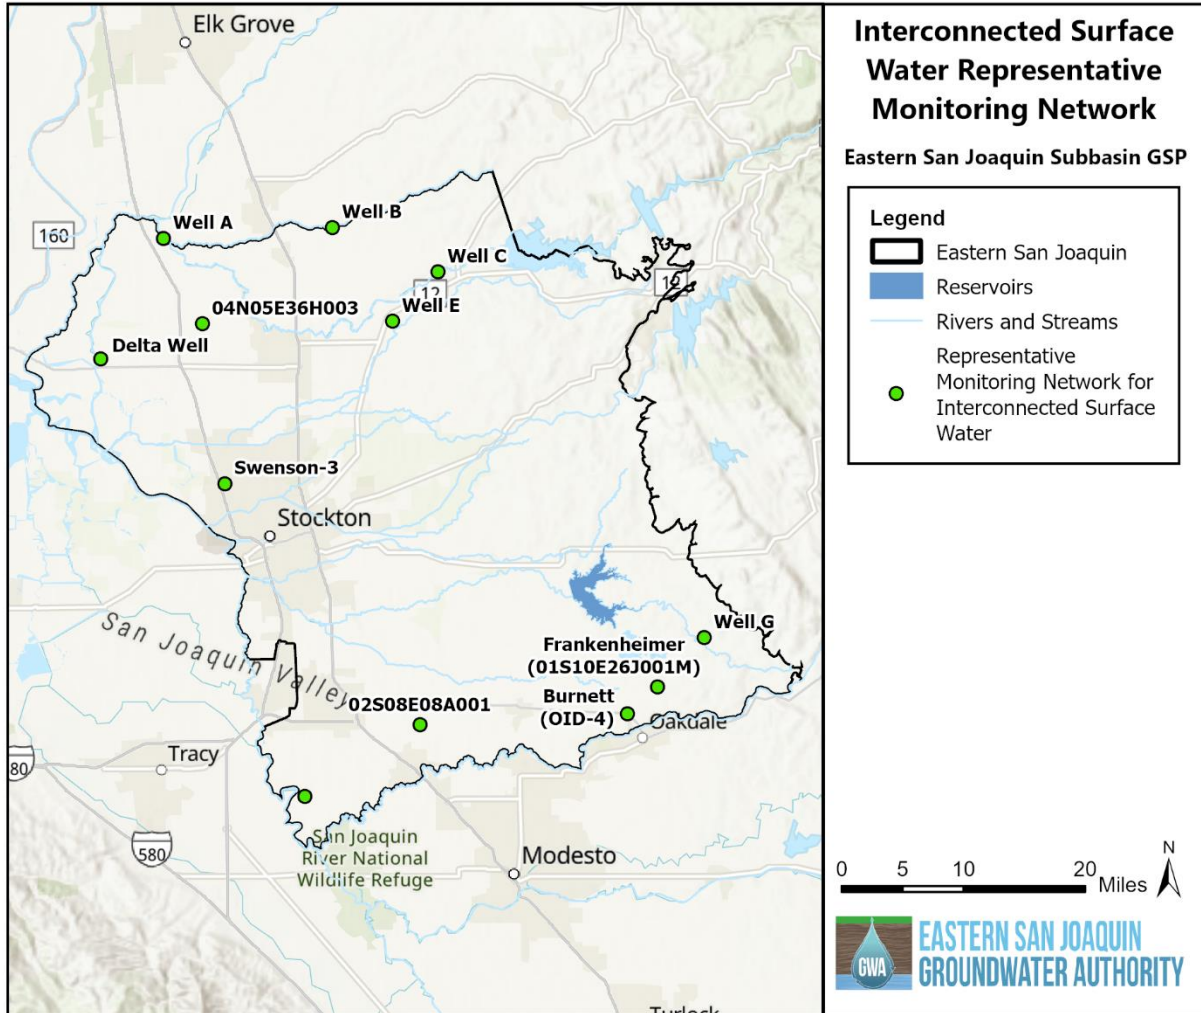 Elk Grove
160
Well A
Well B
Well C
12
12
Well E
04N05E36H003
Delta Well
Swenson-3
Stockton
San Joaquin Valley
Well G
Frankenheimer
(01S10E26J001M)
Burnett
(OID-4)
02S08E08A001
Oakdale
Tracy
80
580
San Joaquin
River National
Wildlife Refuge
Modesto
Turlock
Interconnected Surface
Water Representative
Monitoring Network
Eastern San Joaquin Subbasin GSP
Legend
Eastern San Joaquin
Reservoirs
Rivers and Streams
Representative
Monitoring Network for
Interconnected Surface
Water
N
0 5 10 20
Miles
GWA
EASTERN SAN JOAQUIN
GROUNDWATER AUTHORITY